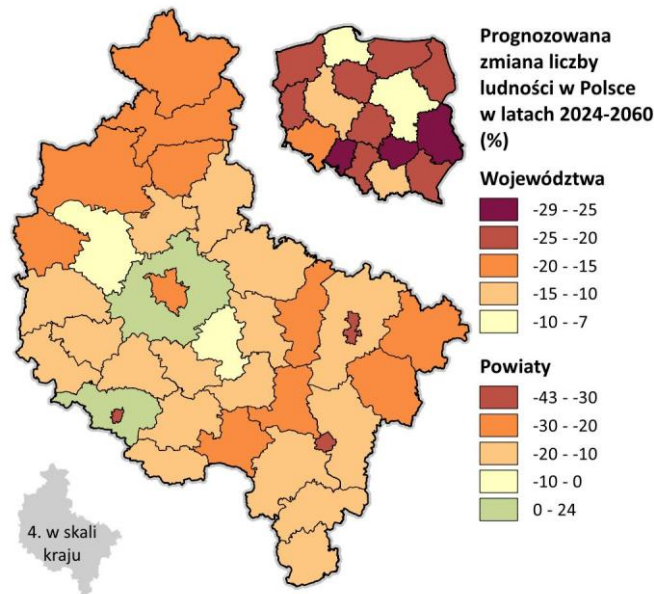 Prognozowana
zmiana liczby
ludności w Polsce
w latach 2024-2060
(%)
Województwa
-29 - -25
-25 - -20
-20 - -15
-15 - -10
-10 - -7
Powiaty
-43 - -30
-30 - -20
-20 - -10
-10 - 0
0 - 24
4. w skali
kraju